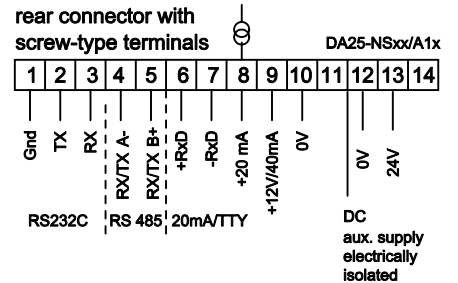 rear connector with
screw-type terminals
DA25-NSxx/A1x
1 2 3 4 5 6 7 8 9 10 11 12 13 14
Gnd
TX
RX
RX/TX A-
RX/TX B+
+RxD
-RxD
+20 mA
+12V/40mA
0V
0V
24V
RS232C
RS 485
20mA/TTY
DC
aux. supply
electrically
isolated